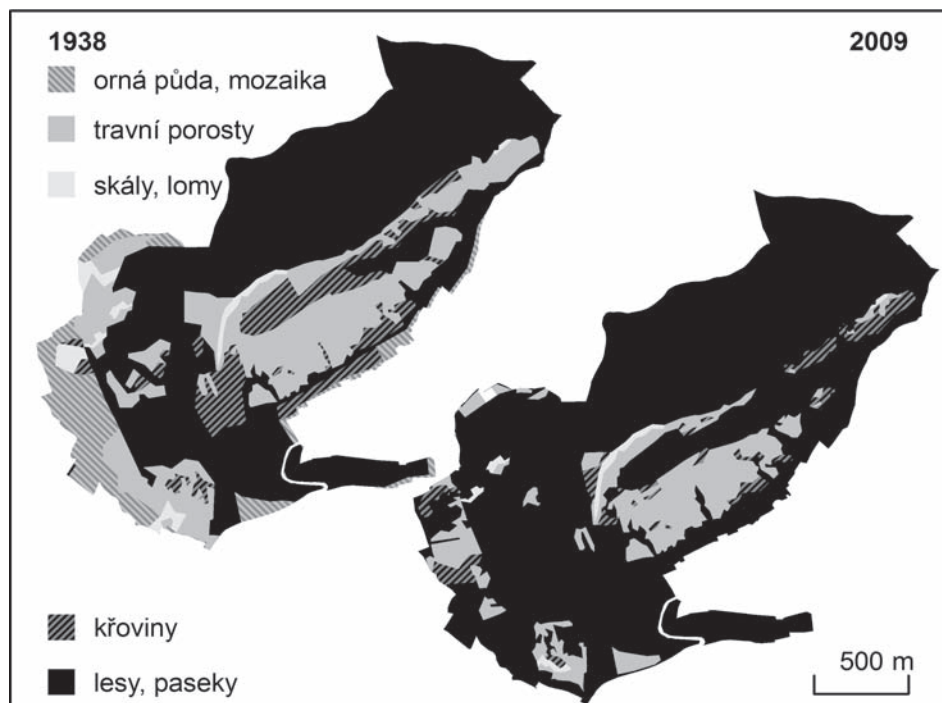 1938
2009
orná půda, mozaika
travní porosty
skály, lomy
křoviny
lesy, paseky
500 m